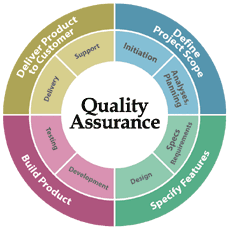 Quality
Assurance
Define
Project Scope
Initiation
Analyses,
Planning
Specify Features
Specs
Requirements
Design
Build Product
Development
Testing
Deliver Product
to Customer
Delivery
Support